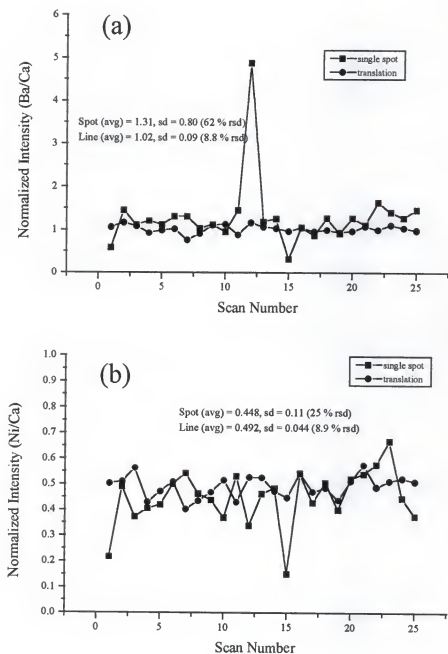 (a)
single spot
translation
Spot (avg) = 1.31, sd = 0.80 (62 % rsd)
Line (avg) = 1.02, sd = 0.09 (8.8 % rsd)
Normalized Intensity (Ba/Ca)
6
5
4
3
2
1
0
0 5 10 15 20 25
Scan Number
(b)
single spot
translation
Spot (avg) = 0.448, sd = 0.11 (25 % rsd)
Line (avg) = 0.492, sd = 0.044 (8.9 % rsd)
Normalized Intensity (Ni/Ca)
1.0
0.9
0.8
0.7
0.6
0.5
0.4
0.3
0.2
0.1
0.0
0 5 10 15 20 25
Scan Number